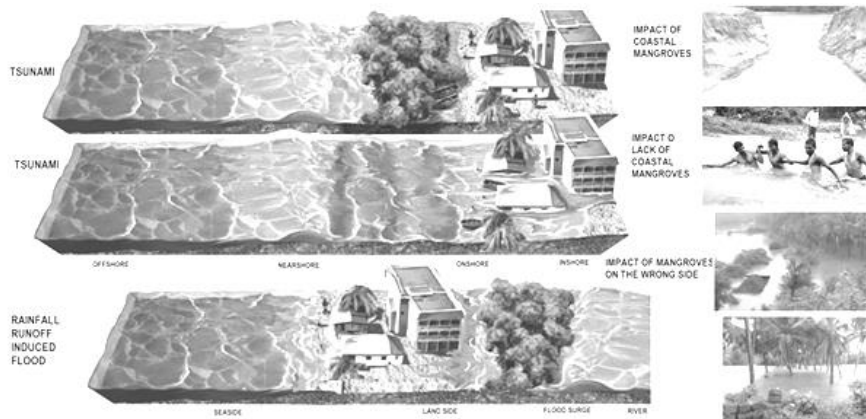 TSUNAMI
IMPACT OF
COASTAL
MANGROVES
TSUNAMI
IMPACT O
LACK OF
COASTAL
MANGROVES
OFFSHORE
NEARSHORE
ONSHORE
INSHORE
IMPACT OF MANGROVES
ON THE WRONG SIDE
RAINFALL
RUNOFF
INDUCED
FLOOD
SEASIDE
LAND SIDE
FLOOD SURGE
RIVER